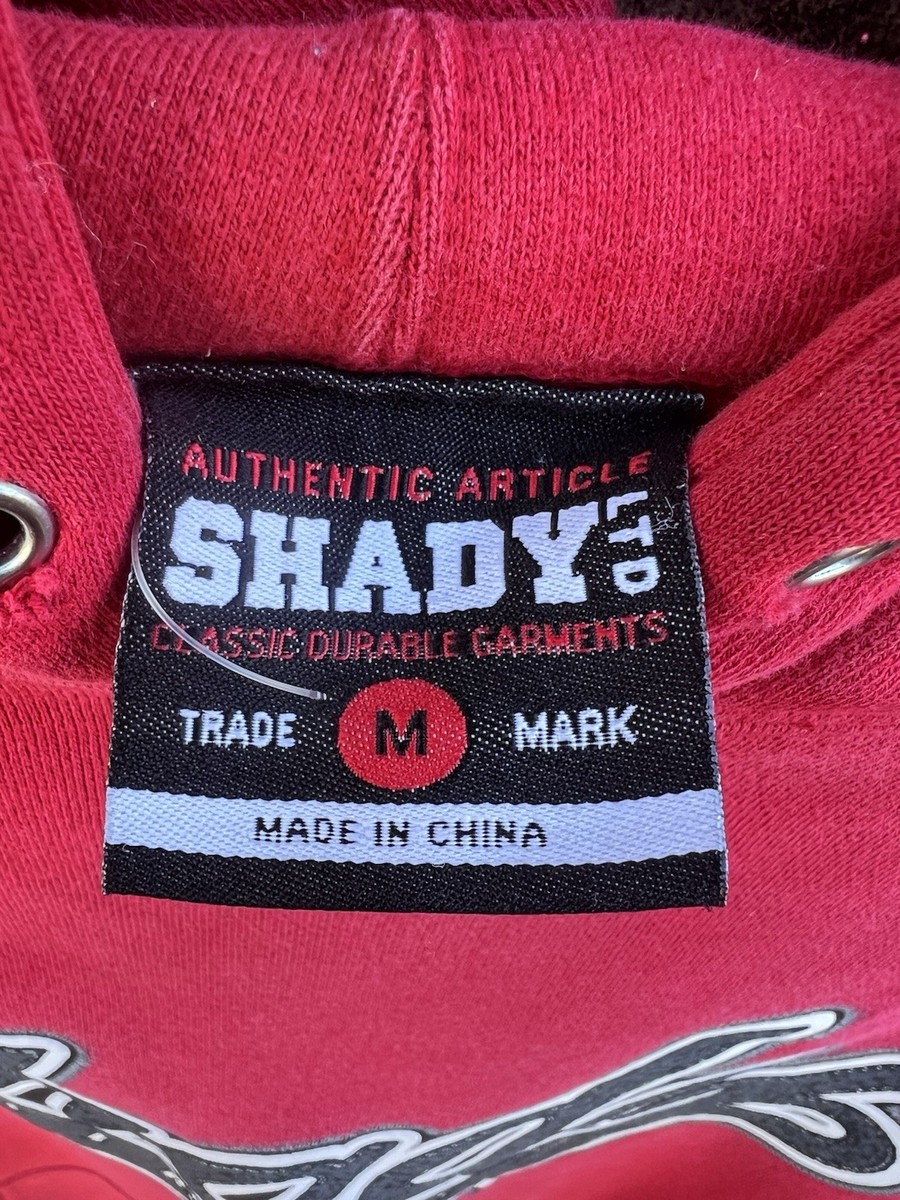 AUTHENTIC ARTICLE
SHADY LTD
CLASSIC DURABLE GARMENTS
TRADE M MARK
MADE IN CHINA